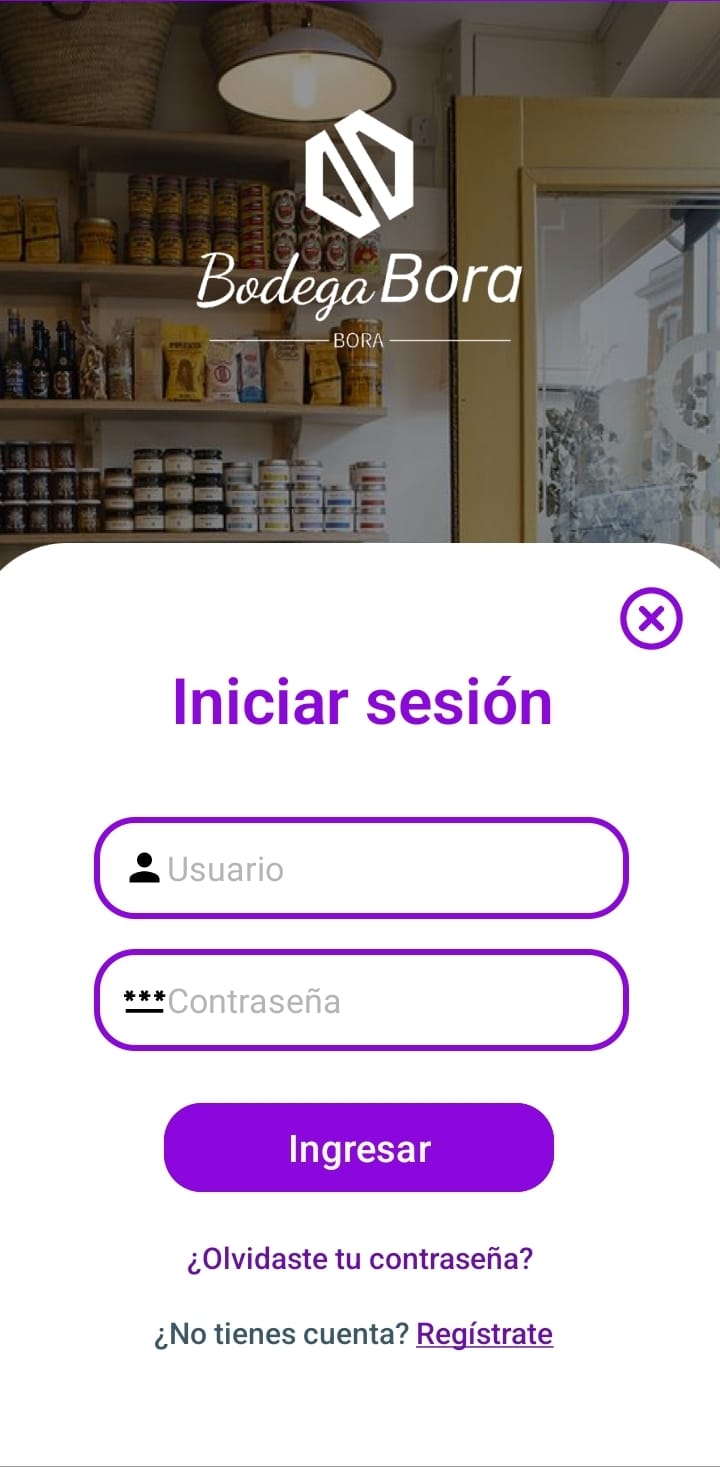 Bodega Bora
BORA
Iniciar sesión
Usuario
***Contraseña
Ingresar
¿Olvidaste tu contraseña?
¿No tienes cuenta? Regístrate